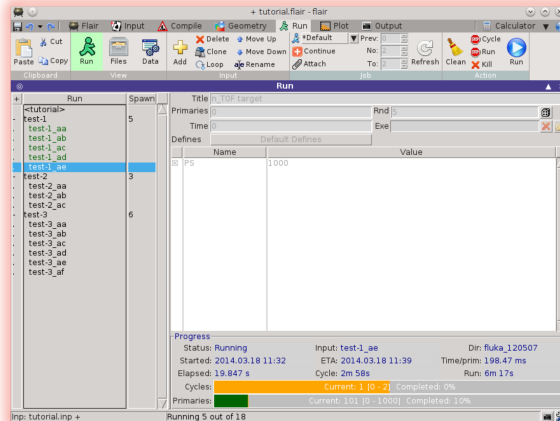 + tutorial.flair - flair
Flair Input Compile Geometry Run Plot Output Calculator
Paste Cut Copy Run Files Data Add Delete Clone Loop Move Up Move Down Rename *Default Continue Attach Prev: 0 No: 2 To: 2 Refresh Clean Cycle Run Kill Run
Clipboard View Input Job Action
Run
+ Run Spawn
<tutorial>
test-1 5
test-1_aa
test-1_ab
test-1_ac
test-1_ad
test-1_ae
test-2 3
test-2_aa
test-2_ab
test-2_ac
test-3 6
test-3_aa
test-3_ab
test-3_ac
test-3_ad
test-3_ae
test-3_af
Title n_TOF target
Primaries 0 Rnd 5
Time 0 Exe
Defines Default Defines
Name Value
PS 1000
Progress
Status: Running Input: test-1_ae Dir: fluka_120507
Started: 2014.03.18 11:32 ETA: 2014.03.18 11:39 Time/prim: 198.47 ms
Elapsed: 19.847 s Cycle: 2m 58s Run: 6m 17s
Cycles: Current: 1 [0 - 2] Completed: 0%
Primaries: Current: 101 [0 - 1000] Completed: 10%
Inp: tutorial.inp + Running 5 out of 18